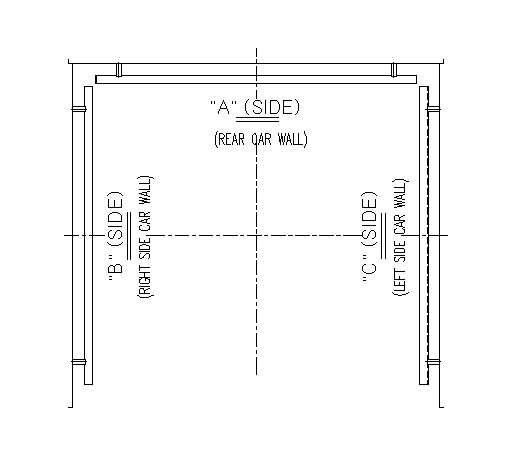 "A" (SIDE)
(REAR CAR WALL)
"B" (SIDE)
(RIGHT SIDE CAR WALL)
"C" (SIDE)
(LEFT SIDE CAR WALL)